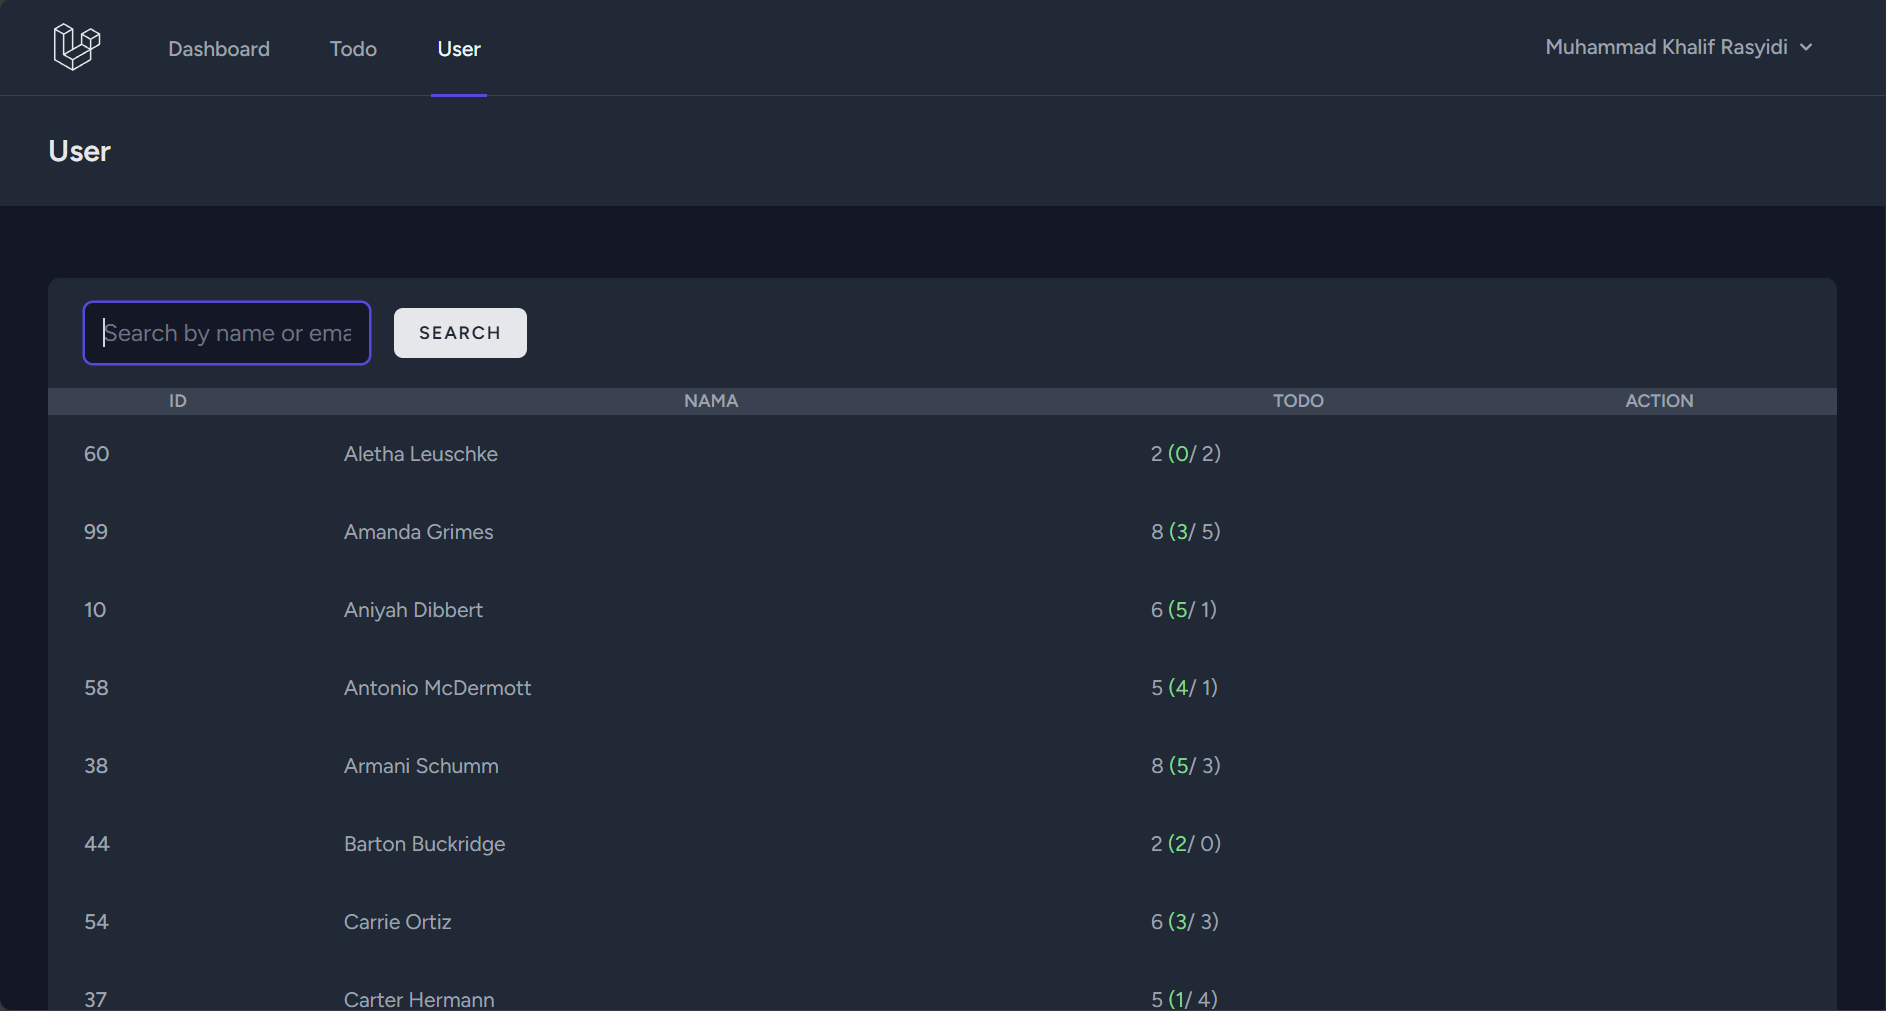 Dashboard Todo User Muhammad Khalif Rasyidi
User
Search by name or ema SEARCH
ID NAMA TODO ACTION
60 Aletha Leuschke 2 (0/ 2)
99 Amanda Grimes 8 (3/ 5)
10 Aniyah Dibbert 6 (5/ 1)
58 Antonio McDermott 5 (4/ 1)
38 Armani Schumm 8 (5/ 3)
44 Barton Buckridge 2 (2/ 0)
54 Carrie Ortiz 6 (3/ 3)
37 Carter Hermann 5 (1/ 4)